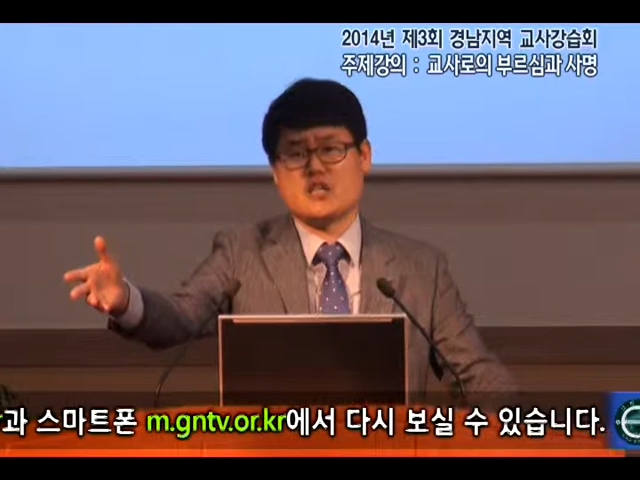 2014년 제3회 경남지역 교사강습회
주제강의 : 교사로의 부르심과 사명
과 스마트폰 m.gntv.or.kr에서 다시 보실 수 있습니다.